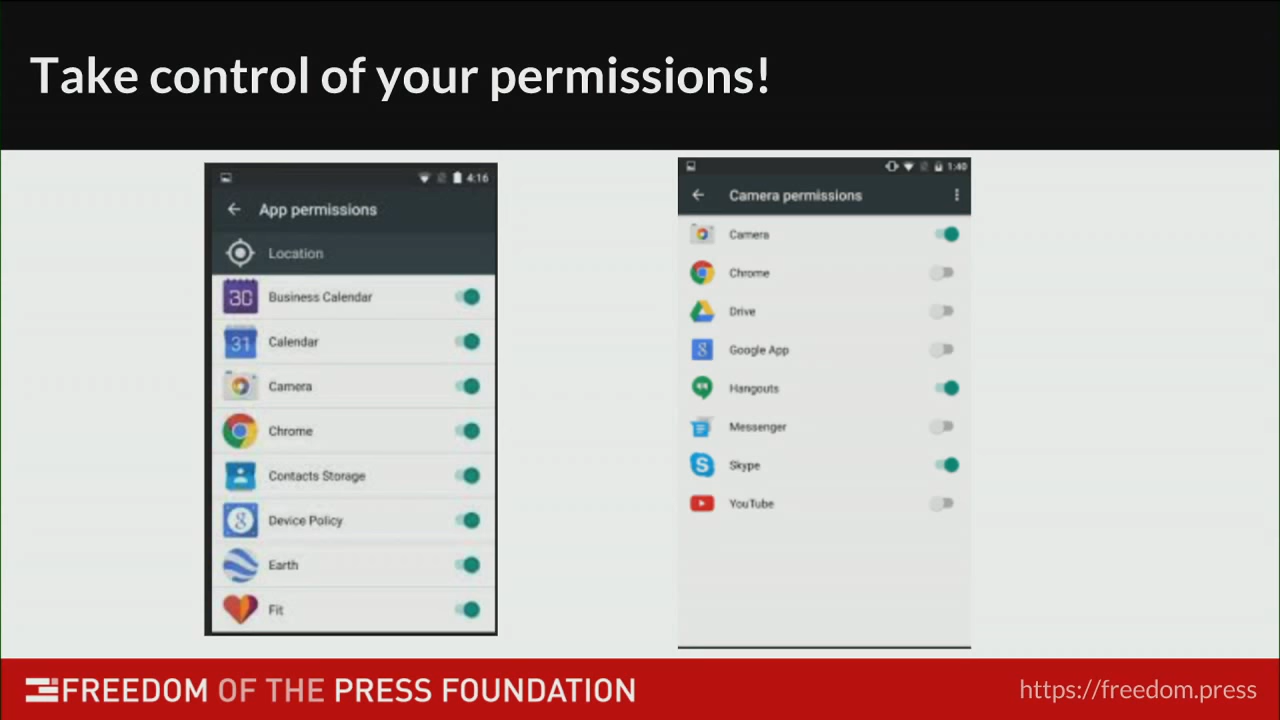 Take control of your permissions!
4:16
App permissions
Location
30 Business Calendar
31 Calendar
Camera
Chrome
Contacts Storage
8 Device Policy
Earth
Fit
1:40
Camera permissions
Camera
Chrome
Drive
8 Google App
Hangouts
Messenger
S Skype
YouTube
FREEDOM OF THE PRESS FOUNDATION
https://freedom.press